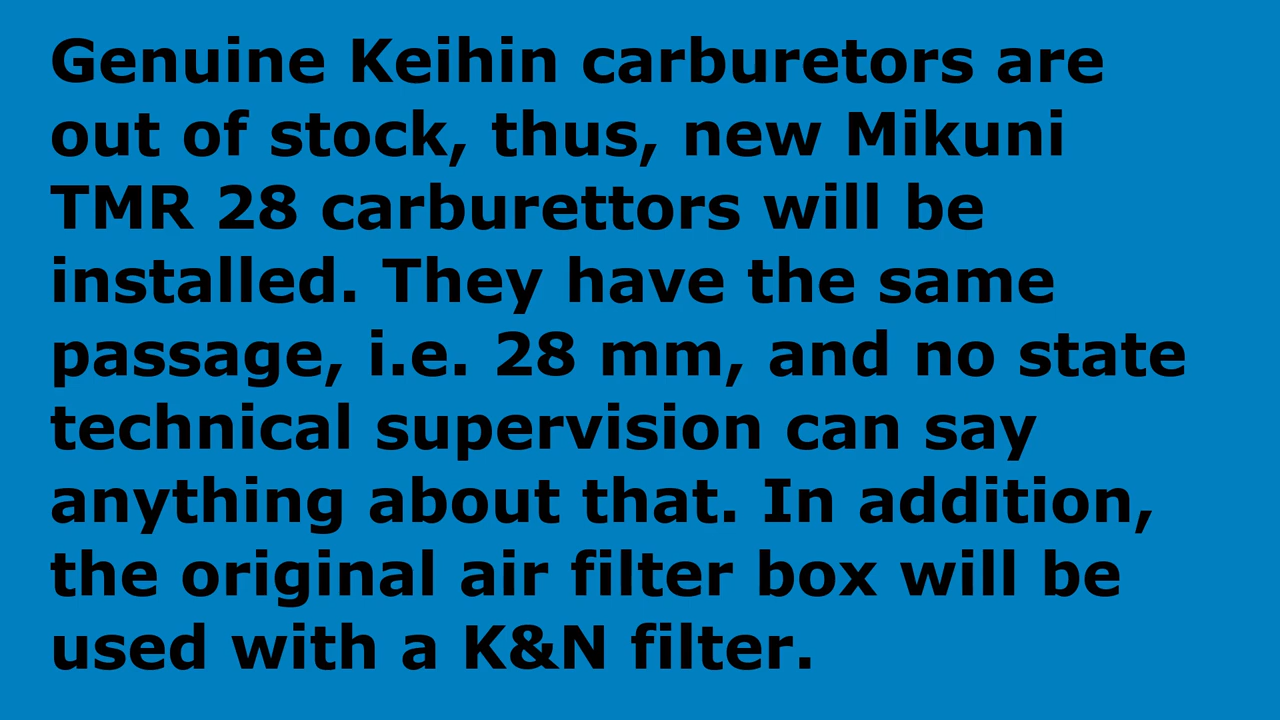 Genuine Keihin carburetors are
out of stock, thus, new Mikuni
TMR 28 carburettors will be
installed. They have the same
passage, i.e. 28 mm, and no state
technical supervision can say
anything about that. In addition,
the original air filter box will be
used with a K&N filter.